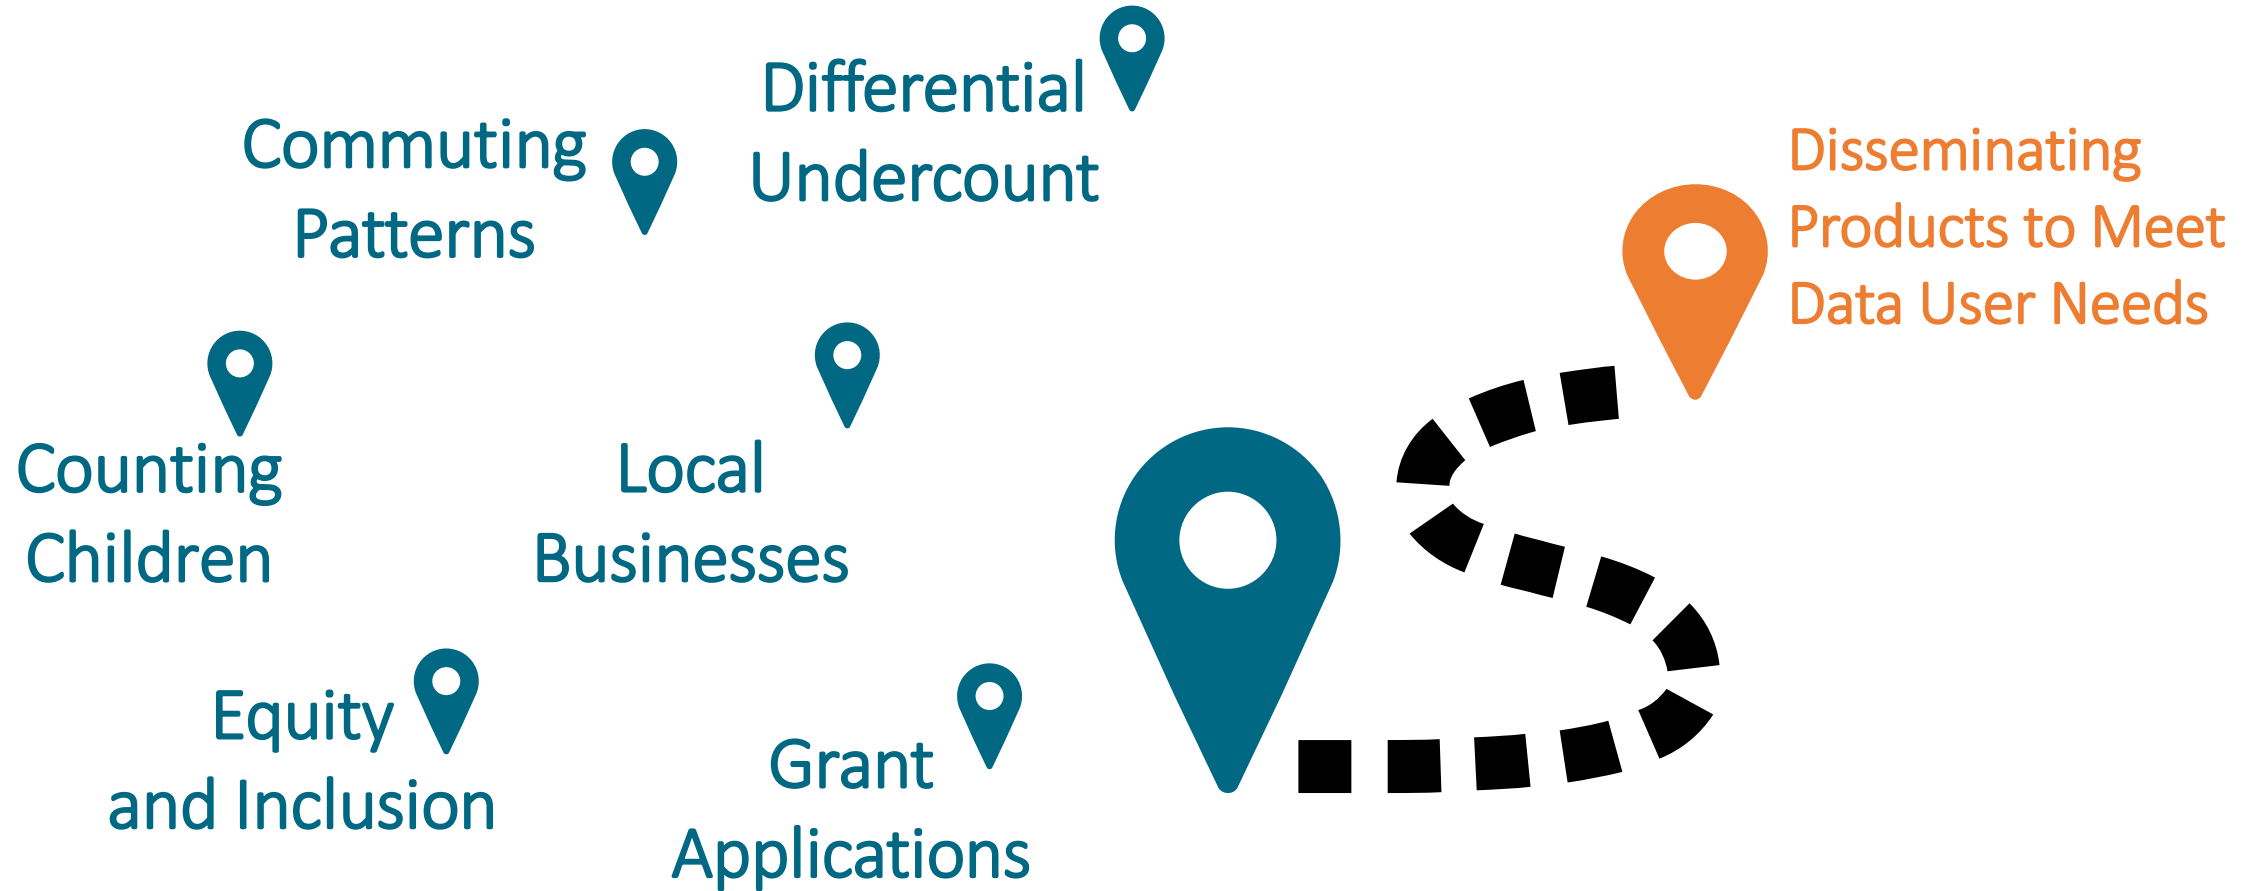 Differential
Undercount
Commuting
Patterns
Disseminating
Products to Meet
Data User Needs
Counting
Children
Local
Businesses
Equity
and Inclusion
Grant
Applications